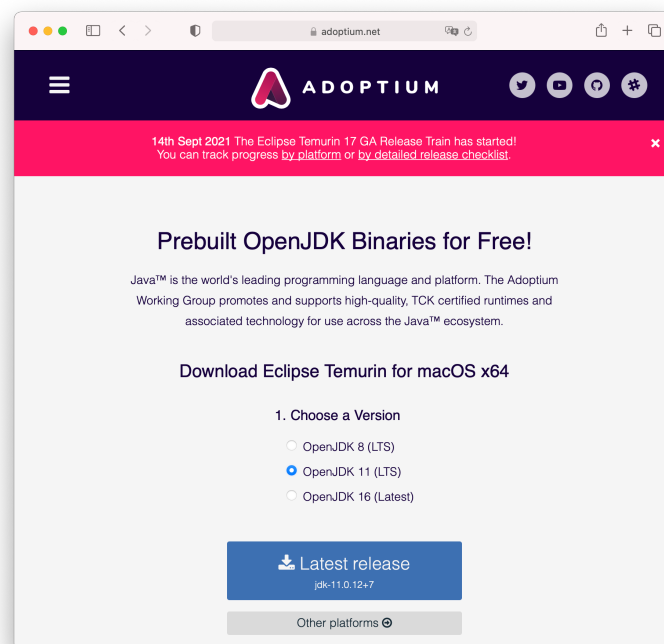 adoptium.net
ADOPTIUM
14th Sept 2021 The Eclipse Temurin 17 GA Release Train has started!
You can track progress by platform or by detailed release checklist.
Prebuilt OpenJDK Binaries for Free!
Java™ is the world's leading programming language and platform. The Adoptium
Working Group promotes and supports high-quality, TCK certified runtimes and
associated technology for use across the Java™ ecosystem.
Download Eclipse Temurin for macOS x64
1. Choose a Version
OpenJDK 8 (LTS)
OpenJDK 11 (LTS)
OpenJDK 16 (Latest)
Latest release
jdk-11.0.12+7
Other platforms